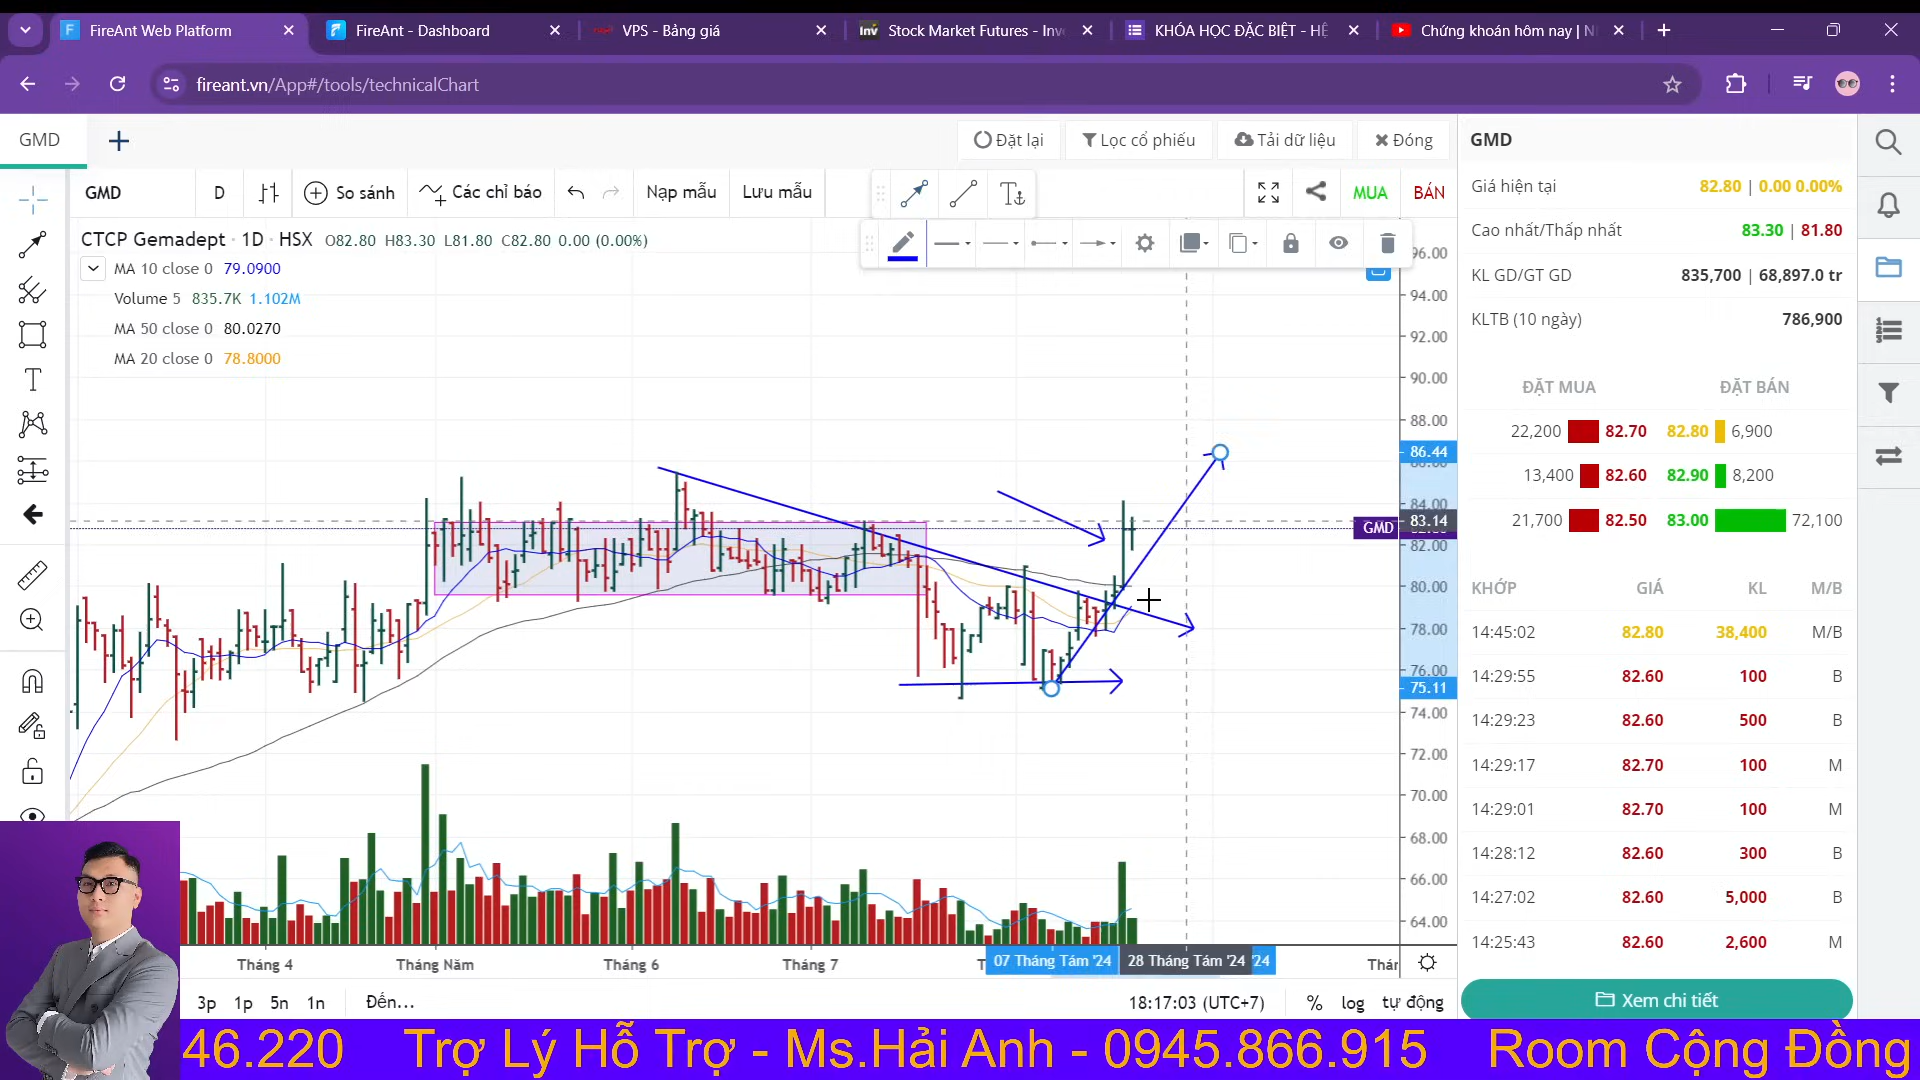 FireAnt Web Platform
FireAnt - Dashboard
VPS - Bảng giá
Stock Market Futures - Inv
KHÓA HỌC ĐẶC BIỆT - HỆ
Chứng khoán hôm nay | N
fireant.vn/App#/tools/technicalChart
GMD
Đặt lại
Lọc cổ phiếu
Tải dữ liệu
Đóng
GMD
D
So sánh
Các chỉ báo
Nạp mẫu
Lưu mẫu
MUA
BÁN
CTCP Gemadept · 1D · HSX O82.80 H83.30 L81.80 C82.80 0.00 (0.00%)
MA 10 close 0 79.0900
Volume 5 835.7K 1.102M
MA 50 close 0 80.0270
MA 20 close 0 78.8000
96.00
94.00
92.00
90.00
88.00
86.44
84.00
GMD
83.14
82.00
80.00
78.00
76.00
75.11
74.00
72.00
70.00
68.00
66.00
64.00
Tháng 4
Tháng Năm
Tháng 6
Tháng 7
07 Tháng Tám '24
28 Tháng Tám '24
'24
Thár
3p 1p 5n 1n
Đến...
18:17:03 (UTC+7)
% log tự động
GMD
Giá hiện tại 82.80 | 0.00 0.00%
Cao nhất/Thấp nhất 83.30 | 81.80
KL GD/GT GD 835,700 | 68,897.0 tr
KLTB (10 ngày) 786,900
ĐẶT MUA ĐẶT BÁN
22,200 82.70 82.80 6,900
13,400 82.60 82.90 8,200
21,700 82.50 83.00 72,100
KHỚP GIÁ KL M/B
14:45:02 82.80 38,400 M/B
14:29:55 82.60 100 B
14:29:23 82.60 500 B
14:29:17 82.70 100 M
14:29:01 82.70 100 M
14:28:12 82.60 300 B
14:27:02 82.60 5,000 B
14:25:43 82.60 2,600 M
Xem chi tiết
46.220 Trợ Lý Hỗ Trợ - Ms.Hải Anh - 0945.866.915 Room Cộng Đồng